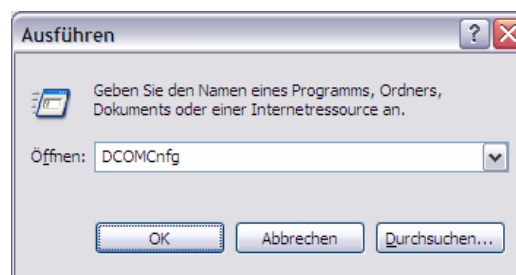 Ausführen
Geben Sie den Namen eines Programms, Ordners,
Dokuments oder einer Internetressource an.
Öffnen: DCOMCnfg
OK Abbrechen Durchsuchen...